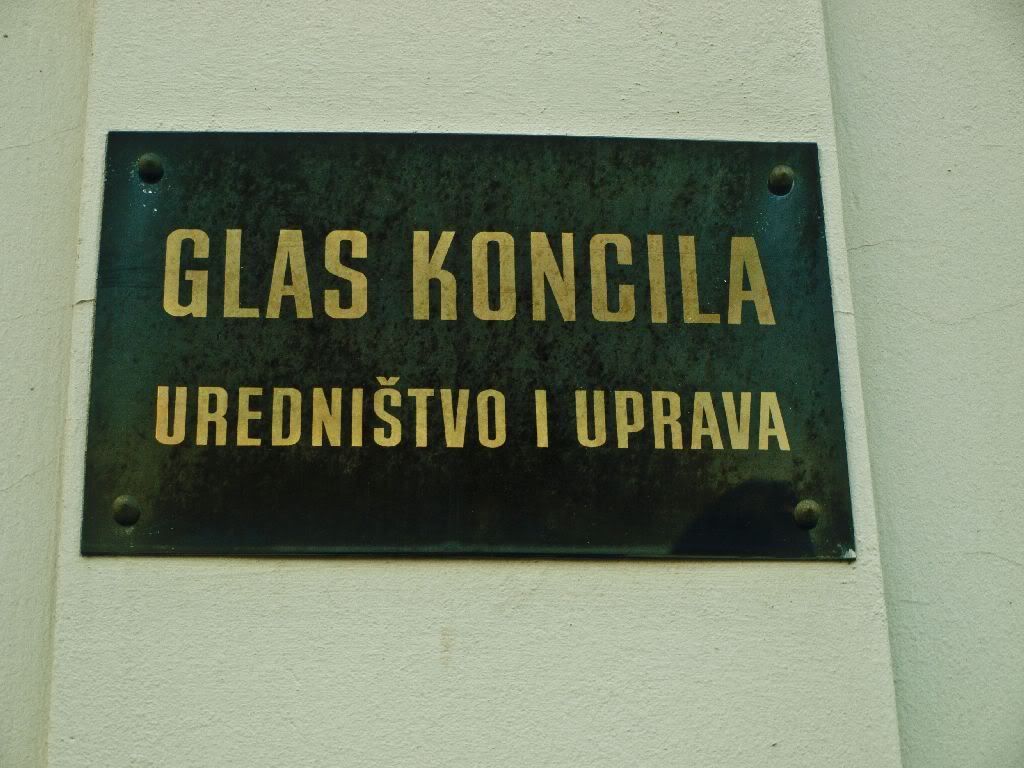 GLAS KONCILA
UREDNIŠTVO I UPRAVA